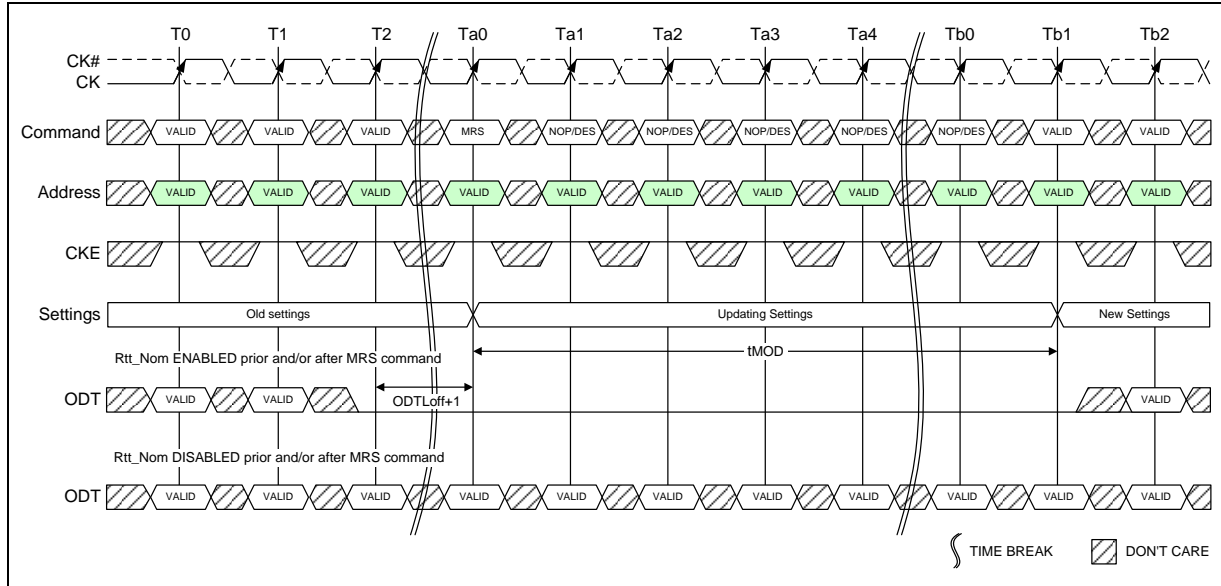 T0 T1 T2 Ta0 Ta1 Ta2 Ta3 Ta4 Tb0 Tb1 Tb2
CK#
CK
Command VALID VALID VALID MRS NOP/DES NOP/DES NOP/DES NOP/DES NOP/DES VALID VALID
Address VALID VALID VALID VALID VALID VALID VALID VALID VALID VALID VALID
CKE
Settings Old settings Updating Settings New Settings
Rtt_Nom ENABLED prior and/or after MRS command tMOD
ODT VALID VALID ODTLoff+1 VALID
Rtt_Nom DISABLED prior and/or after MRS command
ODT VALID VALID VALID VALID VALID VALID VALID VALID VALID VALID VALID
TIME BREAK DON'T CARE